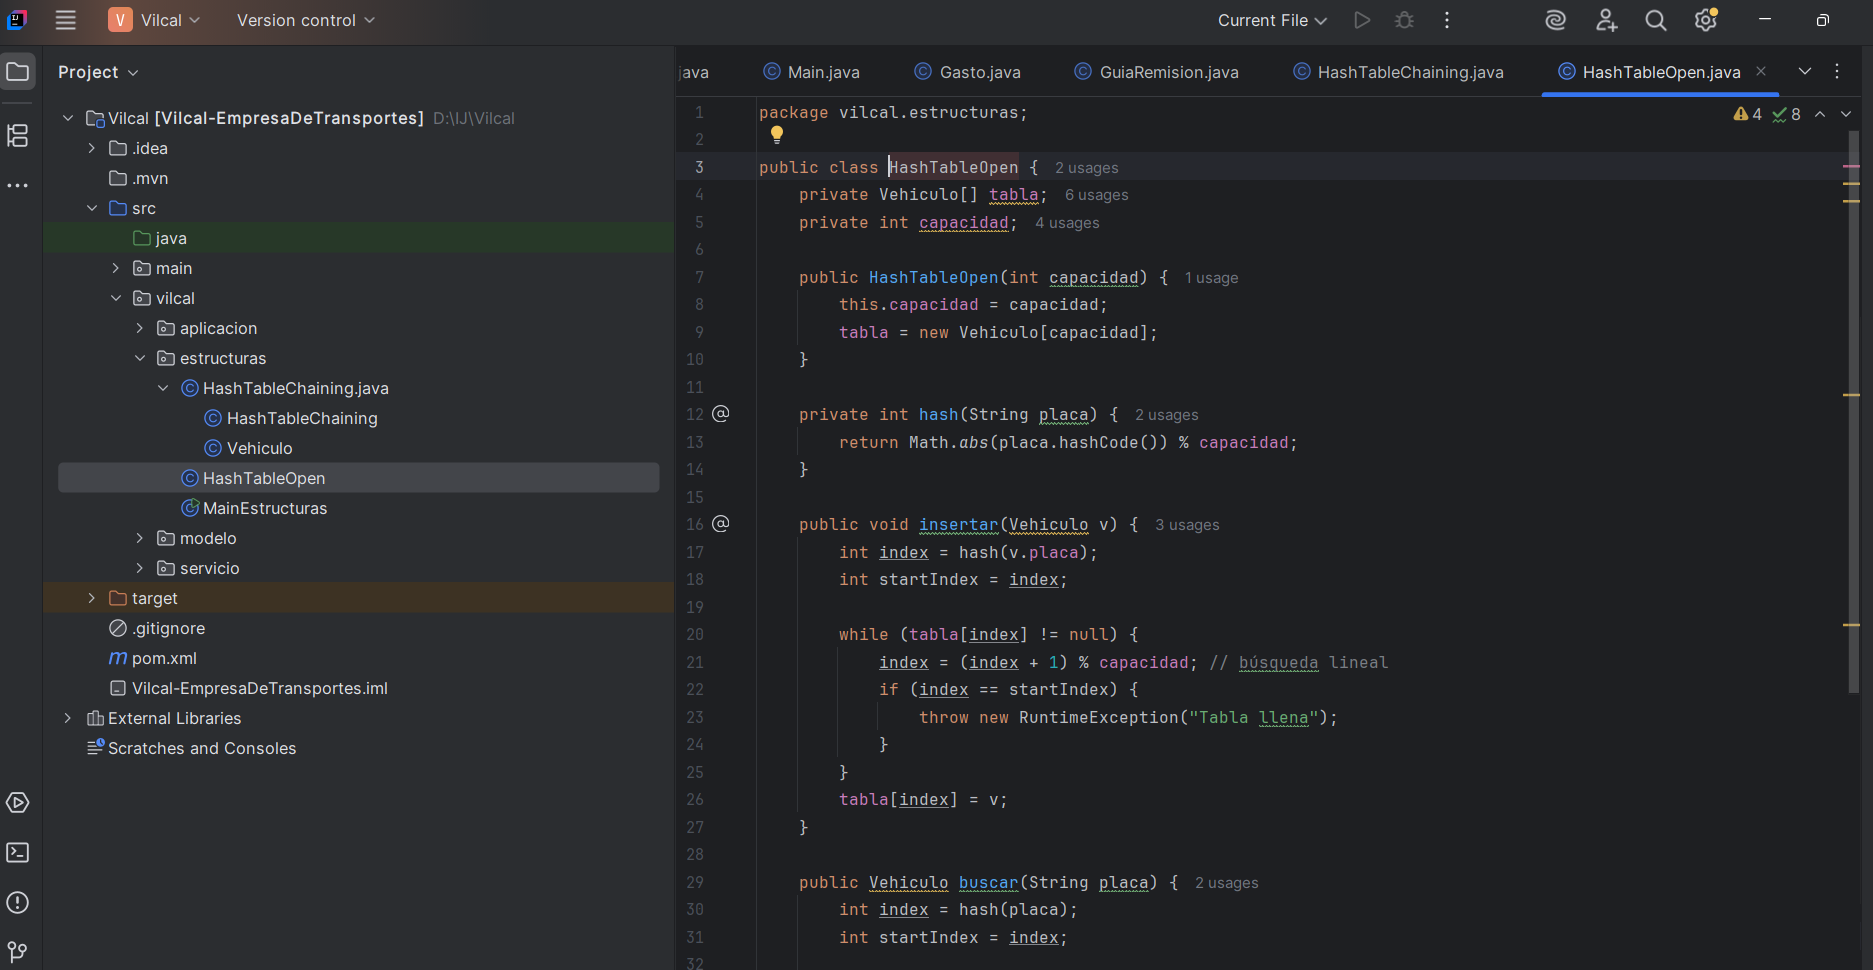 V Vilcal Version control Current File
Project
Vilcal [Vilcal-EmpresaDeTransportes] D:\IJ\Vilcal
.idea
.mvn
src
java
main
vilcal
aplicacion
estructuras
HashTableChaining.java
HashTableChaining
Vehiculo
HashTableOpen
MainEstructuras
modelo
servicio
target
.gitignore
m pom.xml
Vilcal-EmpresaDeTransportes.iml
External Libraries
Scratches and Consoles
java Main.java Gasto.java GuiaRemision.java HashTableChaining.java HashTableOpen.java
4 8
1 package vilcal.estructuras;
2
3 public class HashTableOpen { 2 usages
4 private Vehiculo[] tabla; 6 usages
5 private int capacidad; 4 usages
6
7 public HashTableOpen(int capacidad) { 1 usage
8 this.capacidad = capacidad;
9 tabla = new Vehiculo[capacidad];
10 }
11
12 @ private int hash(String placa) { 2 usages
13 return Math.abs(placa.hashCode()) % capacidad;
14 }
15
16 @ public void insertar(Vehiculo v) { 3 usages
17 int index = hash(v.placa);
18 int startIndex = index;
19
20 while (tabla[index] != null) {
21 index = (index + 1) % capacidad; // búsqueda lineal
22 if (index == startIndex) {
23 throw new RuntimeException("Tabla llena");
24 }
25 }
26 tabla[index] = v;
27 }
28
29 public Vehiculo buscar(String placa) { 2 usages
30 int index = hash(placa);
31 int startIndex = index;
32